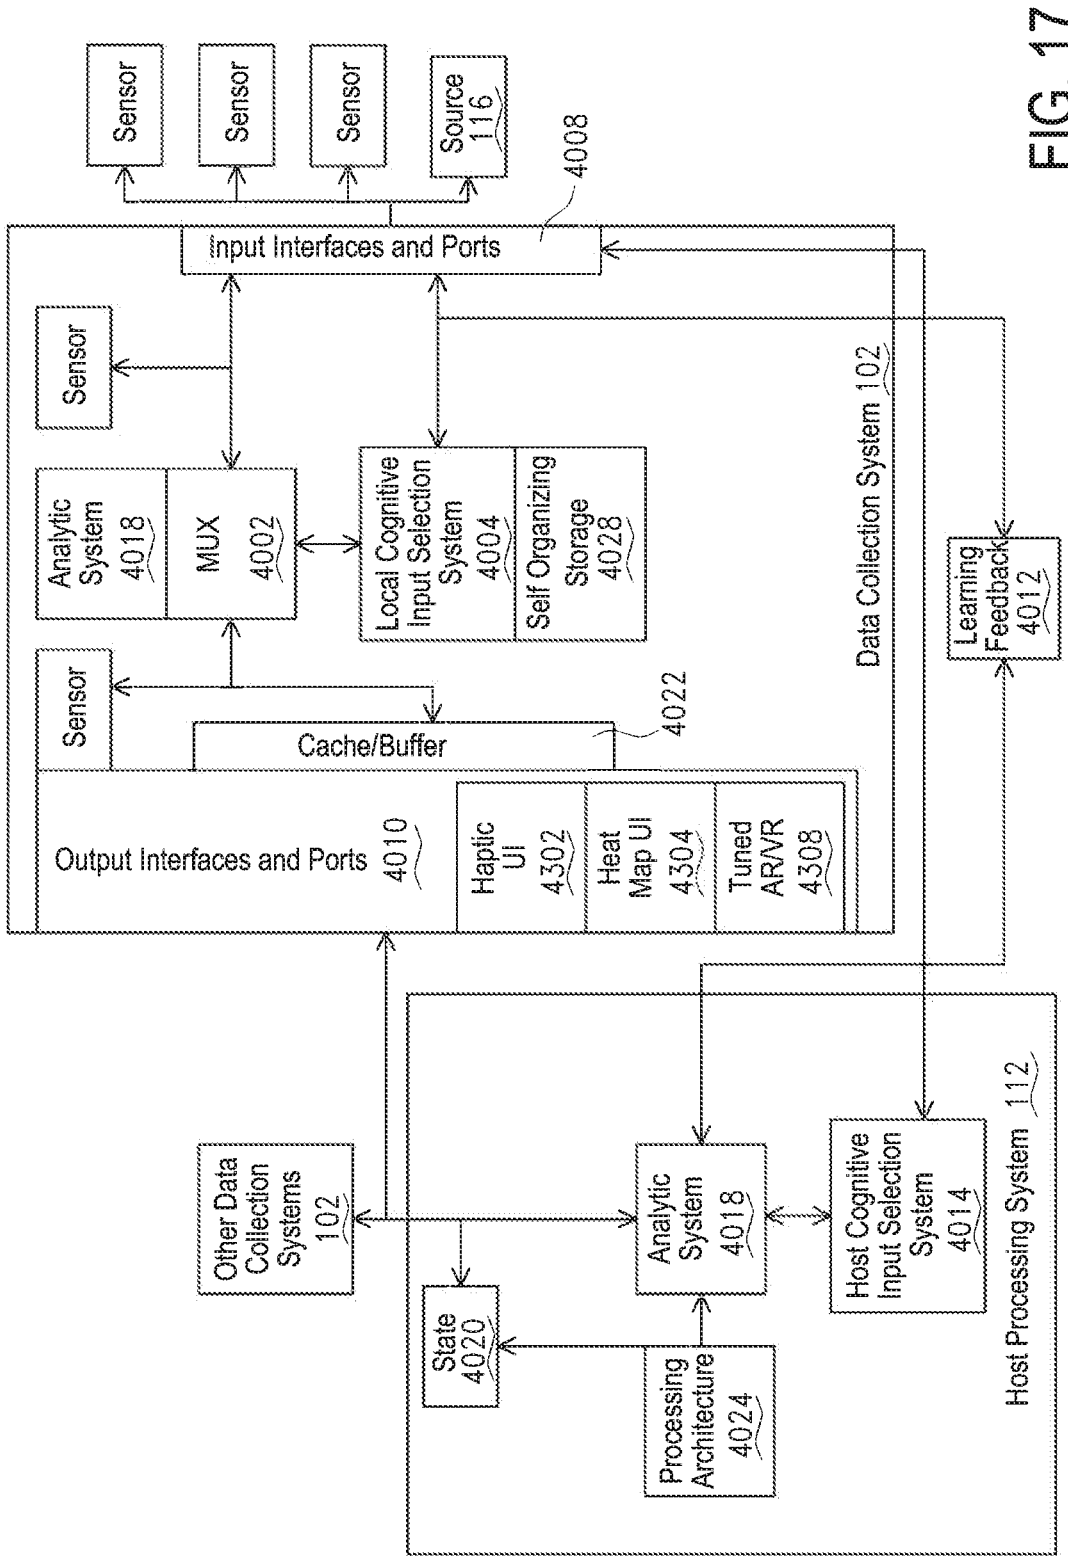 Other Data
Collection
Systems
102
State
4020
Processing
Architecture
4024
Analytic
System
4018
Host Cognitive
Input Selection
System
4014
Host Processing System 112
Output Interfaces and Ports
4010
Haptic
UI
4302
Heat
Map UI
4304
Tuned
AR/VR
4308
Cache/Buffer
4022
Sensor
Analytic
System
4018
MUX
4002
Local Cognitive
Input Selection
System
4004
Self Organizing
Storage
4028
Sensor
Data Collection System 102
Learning
Feedback
4012
Input Interfaces and Ports
4008
Sensor
Sensor
Sensor
Source
116
FIG. 17